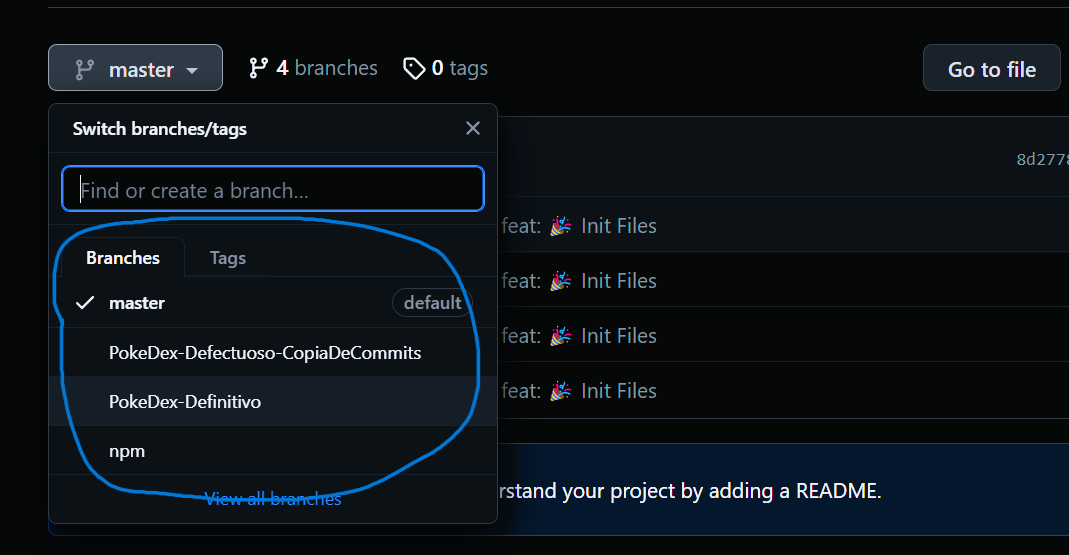 master 4 branches 0 tags Go to file
Switch branches/tags
Find or create a branch...
8d277
Branches Tags
feat: 🎉 Init Files
master default
feat: 🎉 Init Files
PokeDex-Defectuoso-CopiaDeCommits
feat: 🎉 Init Files
PokeDex-Definitivo
feat: 🎉 Init Files
npm
View all branches
rstand your project by adding a README.